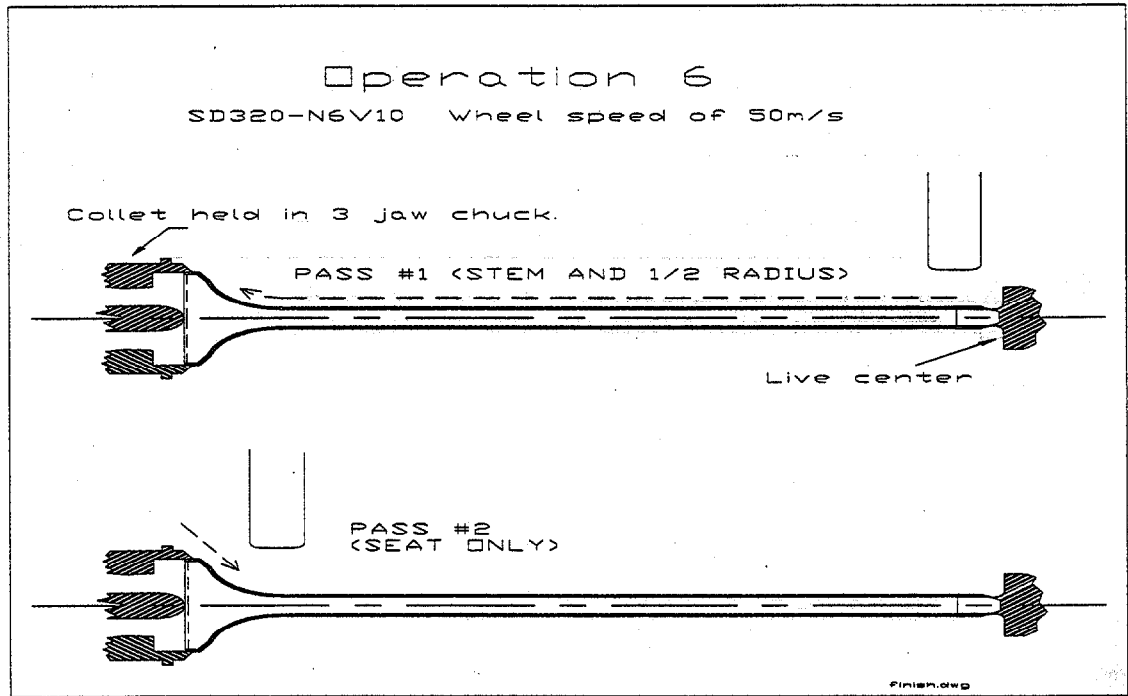 Operation 6
SD320-N6V10 Wheel speed of 50m/s
Collet held in 3 jaw chuck.
PASS #1 <STEM AND 1/2 RADIUS>
Live center
PASS #2
<SEAT ONLY>
finish.dwg